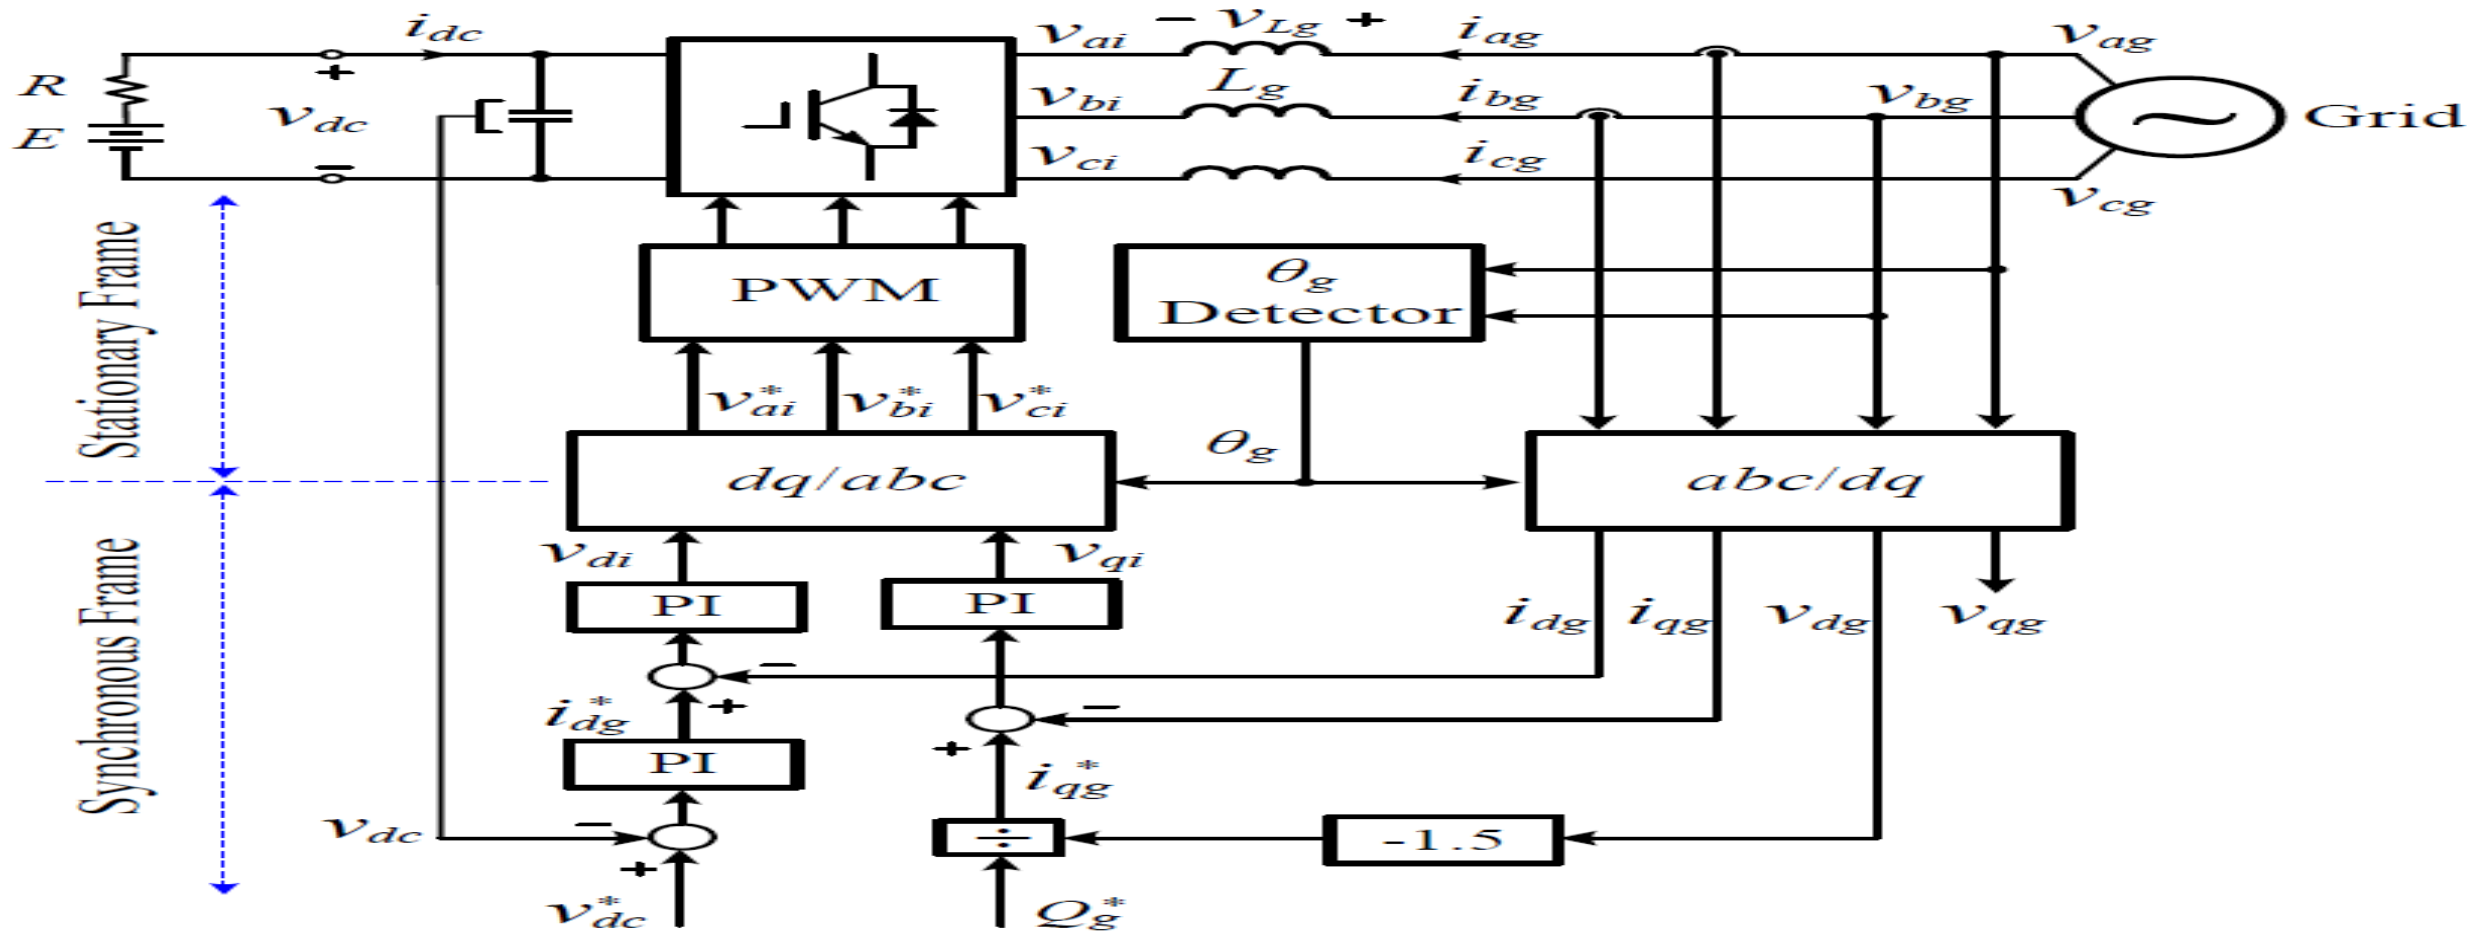 i_dc
v_ai − v_Lg + i_ag v_ag
R + v_bi L_g i_bg v_bg
E v_dc − v_ci i_cg v_cg Grid
Stationary Frame
PWM θ_g
Detector
v*_ai v*_bi v*_ci θ_g
dq/abc abc/dq
v_di v_qi
PI PI i_dg i_qg v_dg v_qg
−
i*_dg + −
Synchronous Frame
PI + i*_qg
v_dc − ÷ -1.5
+
v*_dc Q*_g